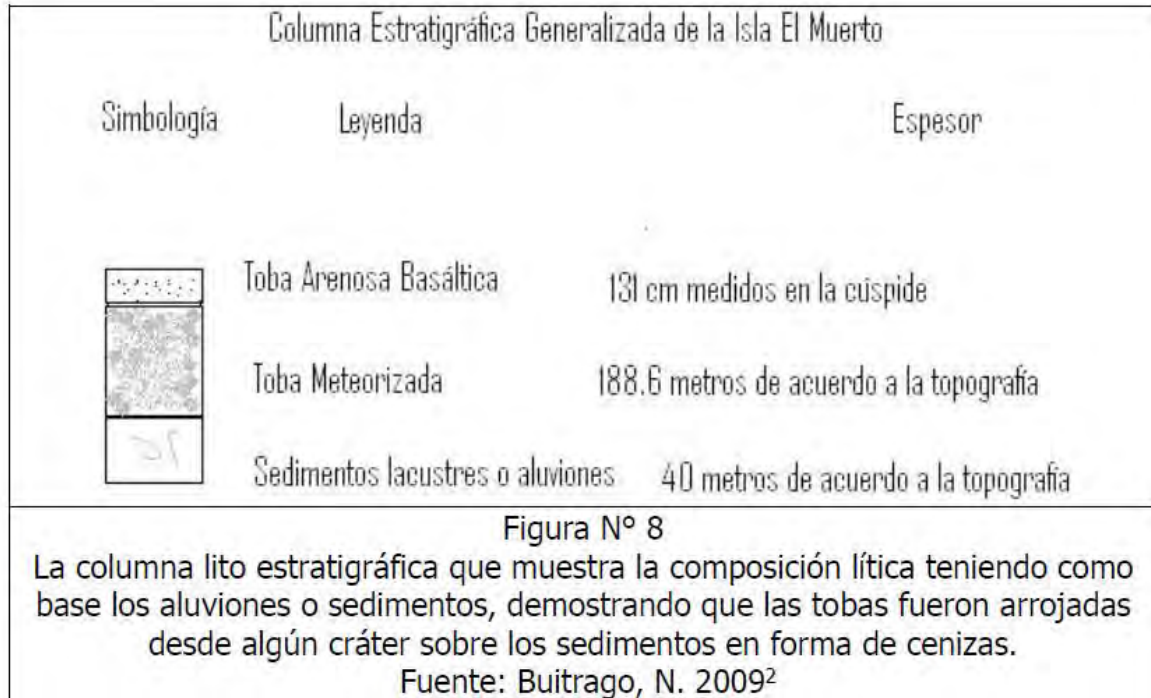 Columna Estratigráfica Generalizada de la Isla El Muerto
Simbología Leyenda Espesor
Toba Arenosa Basáltica 131 cm medidos en la cúspide
Toba Meteorizada 188.6 metros de acuerdo a la topografía
Sedimentos lacustres o aluviones 40 metros de acuerdo a la topografía
Figura N° 8
La columna lito estratigráfica que muestra la composición lítica teniendo como
base los aluviones o sedimentos, demostrando que las tobas fueron arrojadas
desde algún cráter sobre los sedimentos en forma de cenizas.
Fuente: Buitrago, N. 2009²